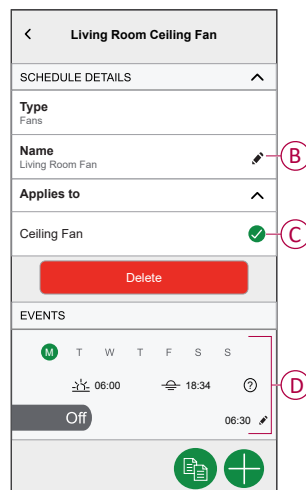 Living Room Ceiling Fan
SCHEDULE DETAILS
Type
Fans
Name
Living Room Fan
B
Applies to
Ceiling Fan
C
Delete
EVENTS
M T W T F S S
06:00 18:34 ?
D
Off 06:30